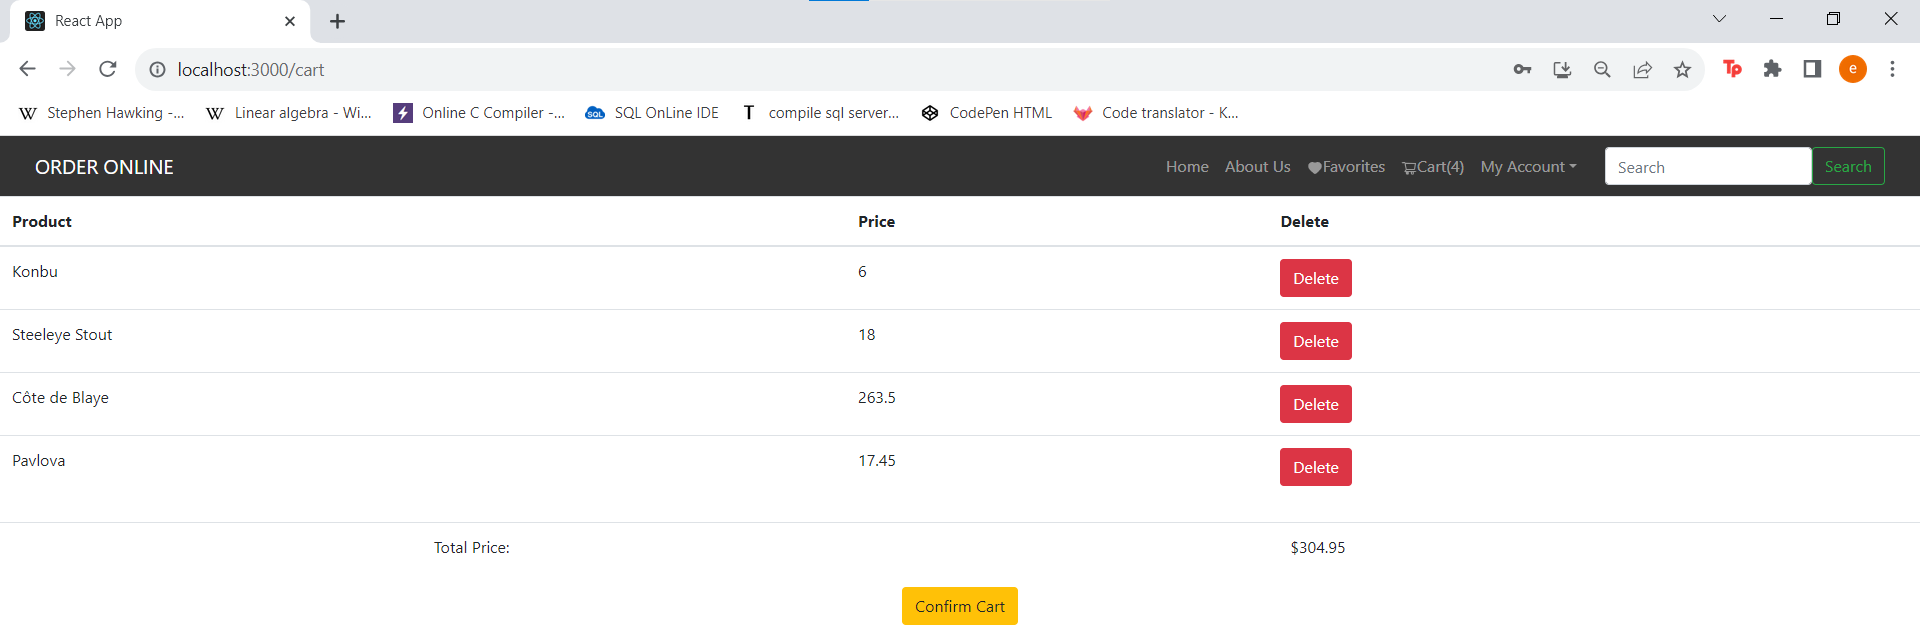 React App
localhost:3000/cart
Tp
e
Stephen Hawking -... Linear algebra - Wi... Online C Compiler -... SQL SQL OnLine IDE T compile sql server... CodePen HTML Code translator - K...
ORDER ONLINE Home About Us Favorites Cart(4) My Account Search Search
Product Price Delete
Konbu 6 Delete
Steeleye Stout 18 Delete
Côte de Blaye 263.5 Delete
Pavlova 17.45 Delete
Total Price: $304.95
Confirm Cart